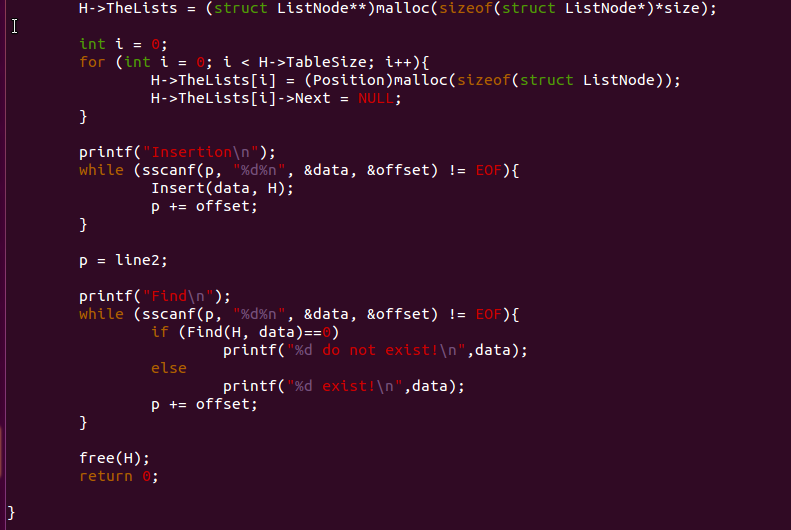 H->TheLists = (struct ListNode**)malloc(sizeof(struct ListNode*)*size);
int i = 0;
for (int i = 0; i < H->TableSize; i++){
H->TheLists[i] = (Position)malloc(sizeof(struct ListNode));
H->TheLists[i]->Next = NULL;
}
printf("Insertion\n");
while (sscanf(p, "%d%n", &data, &offset) != EOF){
Insert(data, H);
p += offset;
}
p = line2;
printf("Find\n");
while (sscanf(p, "%d%n", &data, &offset) != EOF){
if (Find(H, data)==0)
printf("%d do not exist!\n",data);
else
printf("%d exist!\n",data);
p += offset;
}
free(H);
return 0;
}